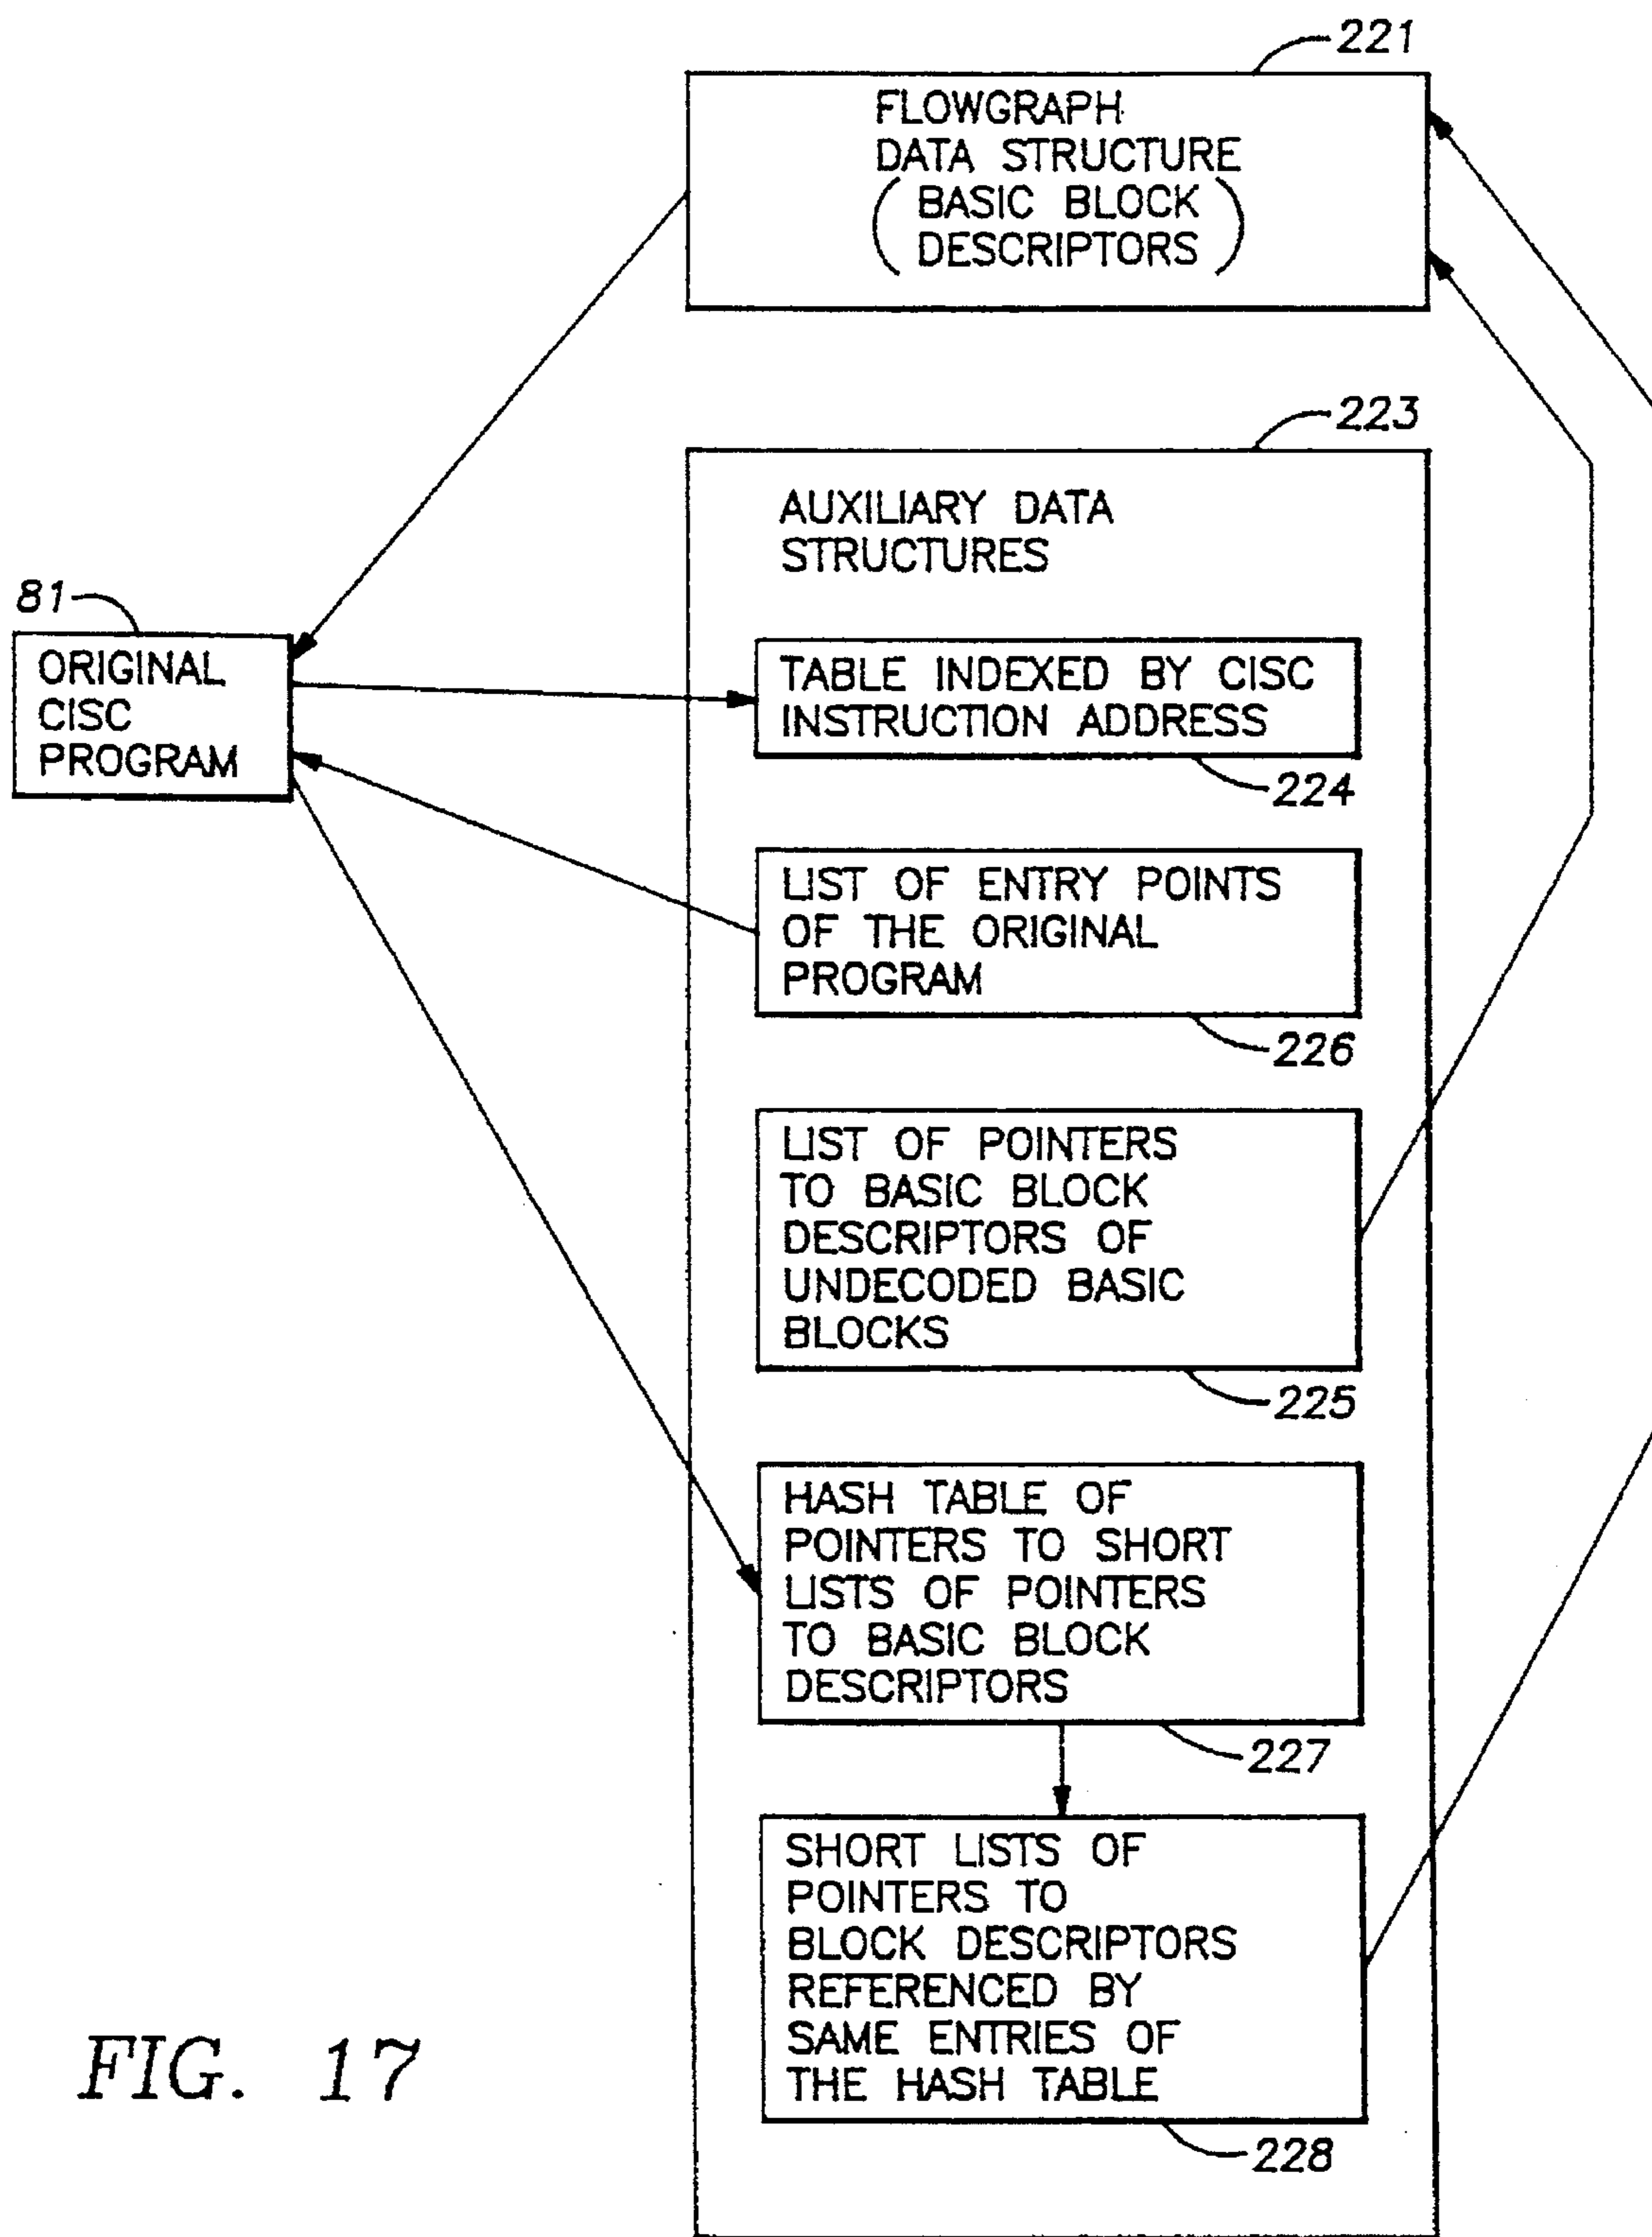 221
FLOWGRAPH
DATA STRUCTURE
( BASIC BLOCK
DESCRIPTORS )
223
AUXILIARY DATA
STRUCTURES
81
ORIGINAL
CISC
PROGRAM
TABLE INDEXED BY CISC
INSTRUCTION ADDRESS
224
LIST OF ENTRY POINTS
OF THE ORIGINAL
PROGRAM
226
LIST OF POINTERS
TO BASIC BLOCK
DESCRIPTORS OF
UNDECODED BASIC
BLOCKS
225
HASH TABLE OF
POINTERS TO SHORT
LISTS OF POINTERS
TO BASIC BLOCK
DESCRIPTORS
227
SHORT LISTS OF
POINTERS TO
BLOCK DESCRIPTORS
REFERENCED BY
SAME ENTRIES OF
THE HASH TABLE
228
FIG. 17